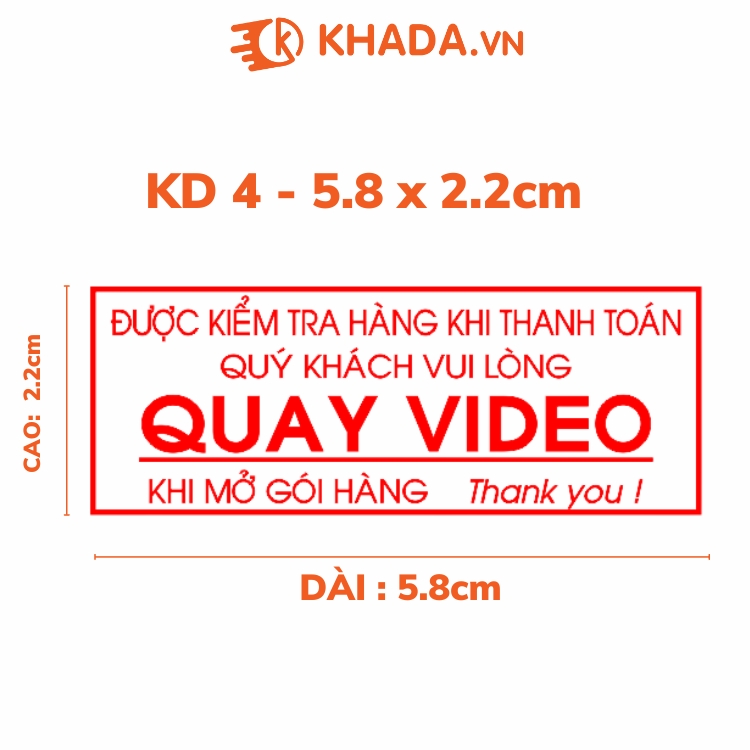 KHADA.VN
KD 4 - 5.8 x 2.2cm
ĐƯỢC KIỂM TRA HÀNG KHI THANH TOÁN
QUÝ KHÁCH VUI LÒNG
QUAY VIDEO
KHI MỞ GÓI HÀNG Thank you !
CAO: 2.2cm
DÀI : 5.8cm